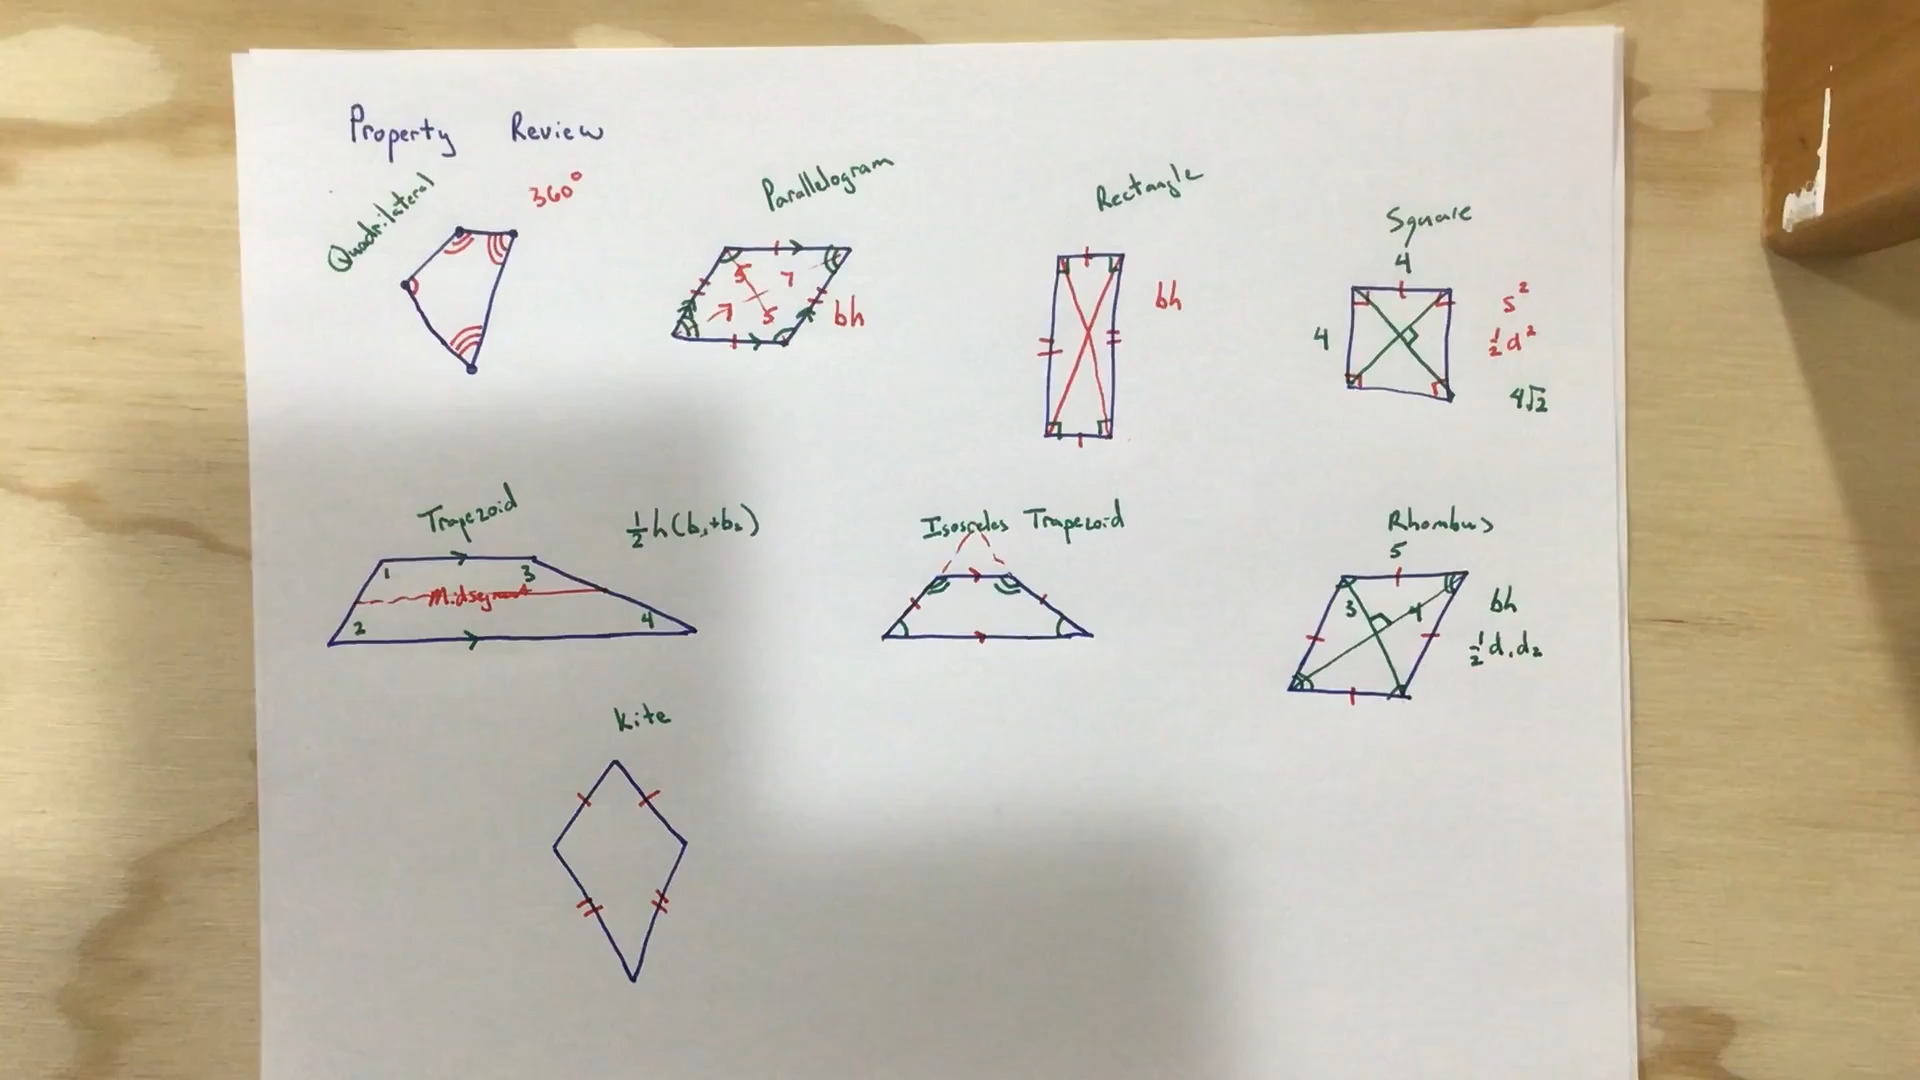 Property Review
Quadrilateral
360°
Parallelogram
5 7
7 5
bh
Rectangle
bh
Square
4
4
s²
½d²
4√2
Trapezoid
½h(b₁+b₂)
1 3
Midsegment
2 4
Isosceles Trapezoid
Rhombus
5
3 4
bh
½d₁d₂
Kite